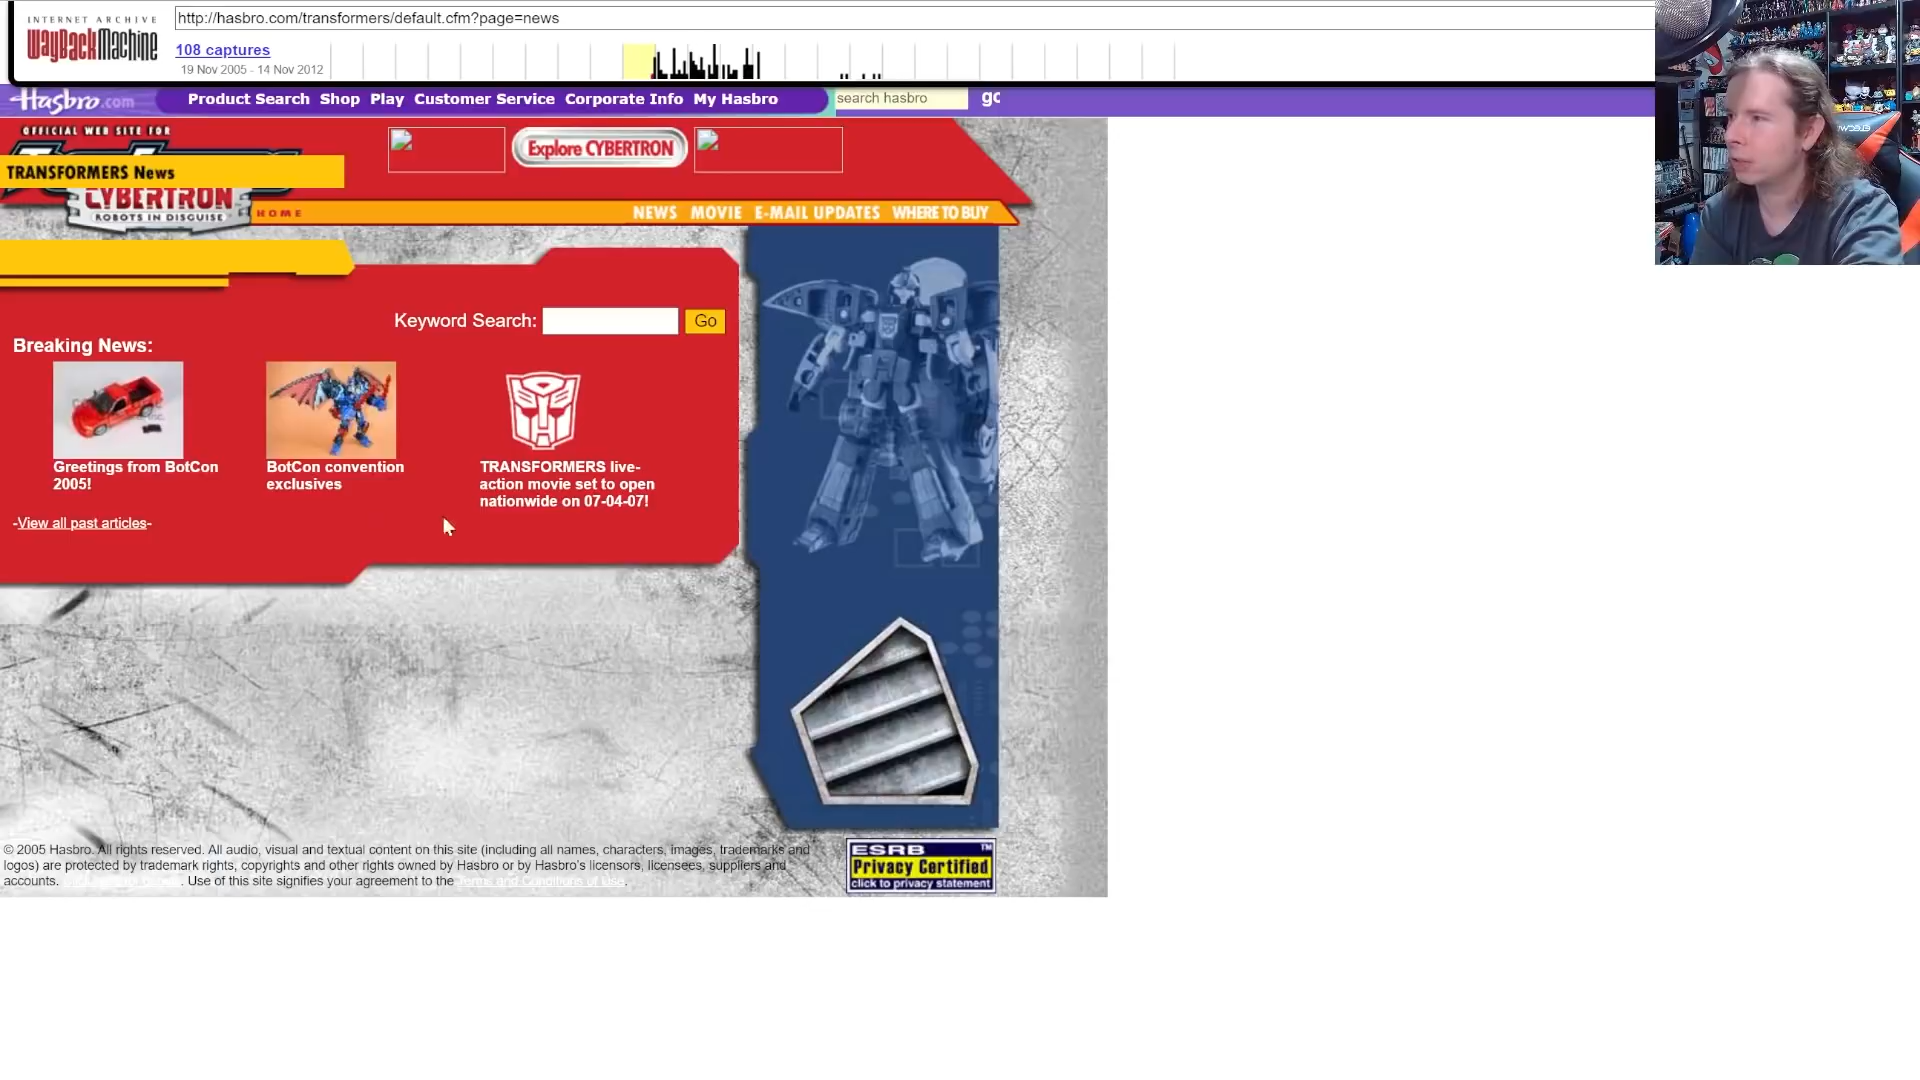 INTERNET ARCHIVE
WayBackMachine
http://hasbro.com/transformers/default.cfm?page=news
108 captures
19 Nov 2005 - 14 Nov 2012
Hasbro.com
Product Search Shop Play Customer Service Corporate Info My Hasbro
search hasbro
OFFICIAL WEB SITE FOR
TRANSFORMERS News
CYBERTRON
ROBOTS IN DISGUISE
Explore CYBERTRON
HOME
NEWS MOVIE E-MAIL UPDATES WHERE TO BUY
Keyword Search: Go
Breaking News:
Greetings from BotCon
2005!
BotCon convention
exclusives
TRANSFORMERS live-
action movie set to open
nationwide on 07-04-07!
-View all past articles-
© 2005 Hasbro. All rights reserved. All audio, visual and textual content on this site (including all names, characters, images, trademarks and
logos) are protected by trademark rights, copyrights and other rights owned by Hasbro or by Hasbro's licensors, licensees, suppliers and
accounts. . Use of this site signifies your agreement to the Terms and Conditions of Use.
ESRB TM
Privacy Certified
click to privacy statement